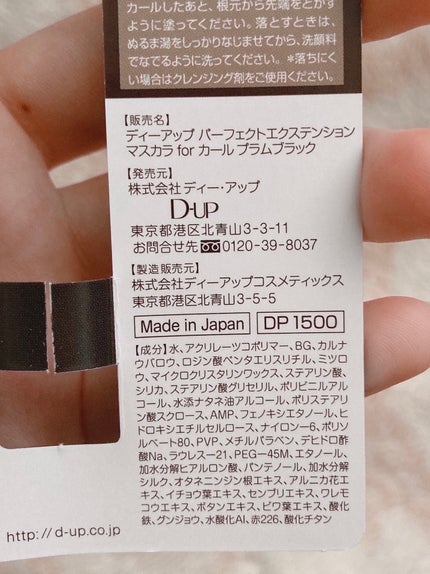 カールしたあと、根元から先端をとかす
ように塗ってください。落とすときは、
ぬるま湯をしっかりなじませてから、洗顔料
でなでるように洗ってください。*落ちにく
い場合はクレンジング剤をご使用ください。
【販売名】
ディーアップ パーフェクトエクステンション
マスカラ for カール プラムブラック
【発売元】
株式会社 ディー・アップ
D-UP
東京都港区北青山3-3-11
お問合せ先 0120-39-8037
【製造販売元】
株式会社ディーアップコスメティックス
東京都港区北青山3-5-5
Made in Japan DP1500
【成分】水、アクリレーツコポリマー、BG、カルナ
ウバロウ、ロジン酸ペンタエリスリチル、ミツロ
ウ、マイクロクリスタリンワックス、ステアリン酸、
シリカ、ステアリン酸グリセリル、ポリビニルアル
コール、水添ナタネ油アルコール、ポリステアリ
ン酸スクロース、AMP、フェノキシエタノール、ヒ
ドロキシエチルセルロース、ナイロン-6、ポリソ
ルベート80、PVP、メチルパラベン、デヒドロ酢
酸Na、ラウレス-21、PEG-45M、エタノール、
加水分解ヒアルロン酸、パンテノール、加水分解
シルク、オタネニンジン根エキス、アルニカ花エ
キス、イチョウ葉エキス、センブリエキス、ワレモ
コウエキス、ボタンエキス、ビワ葉エキス、酸化
鉄、グンジョウ、水酸化Al、赤226、酸化チタン
http://d-up.co.jp